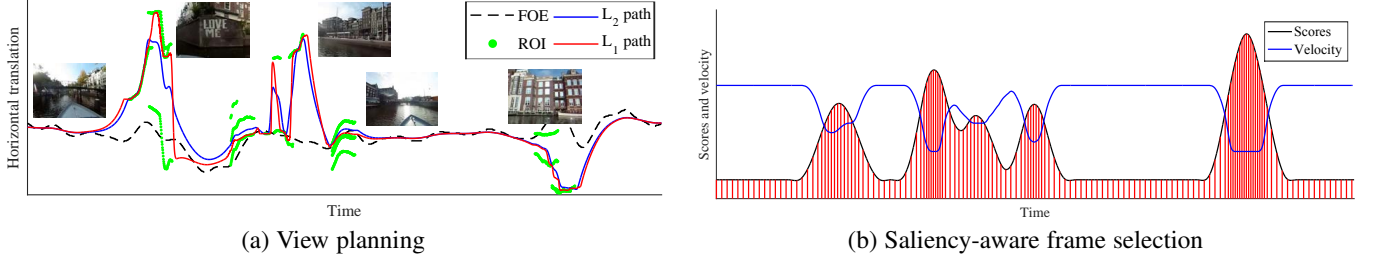 Horizontal translation
LOVE
ME
FOE
L₂ path
ROI
L₁ path
Time
(a) View planning
Scores and velocity
Scores
Velocity
Time
(b) Saliency-aware frame selection